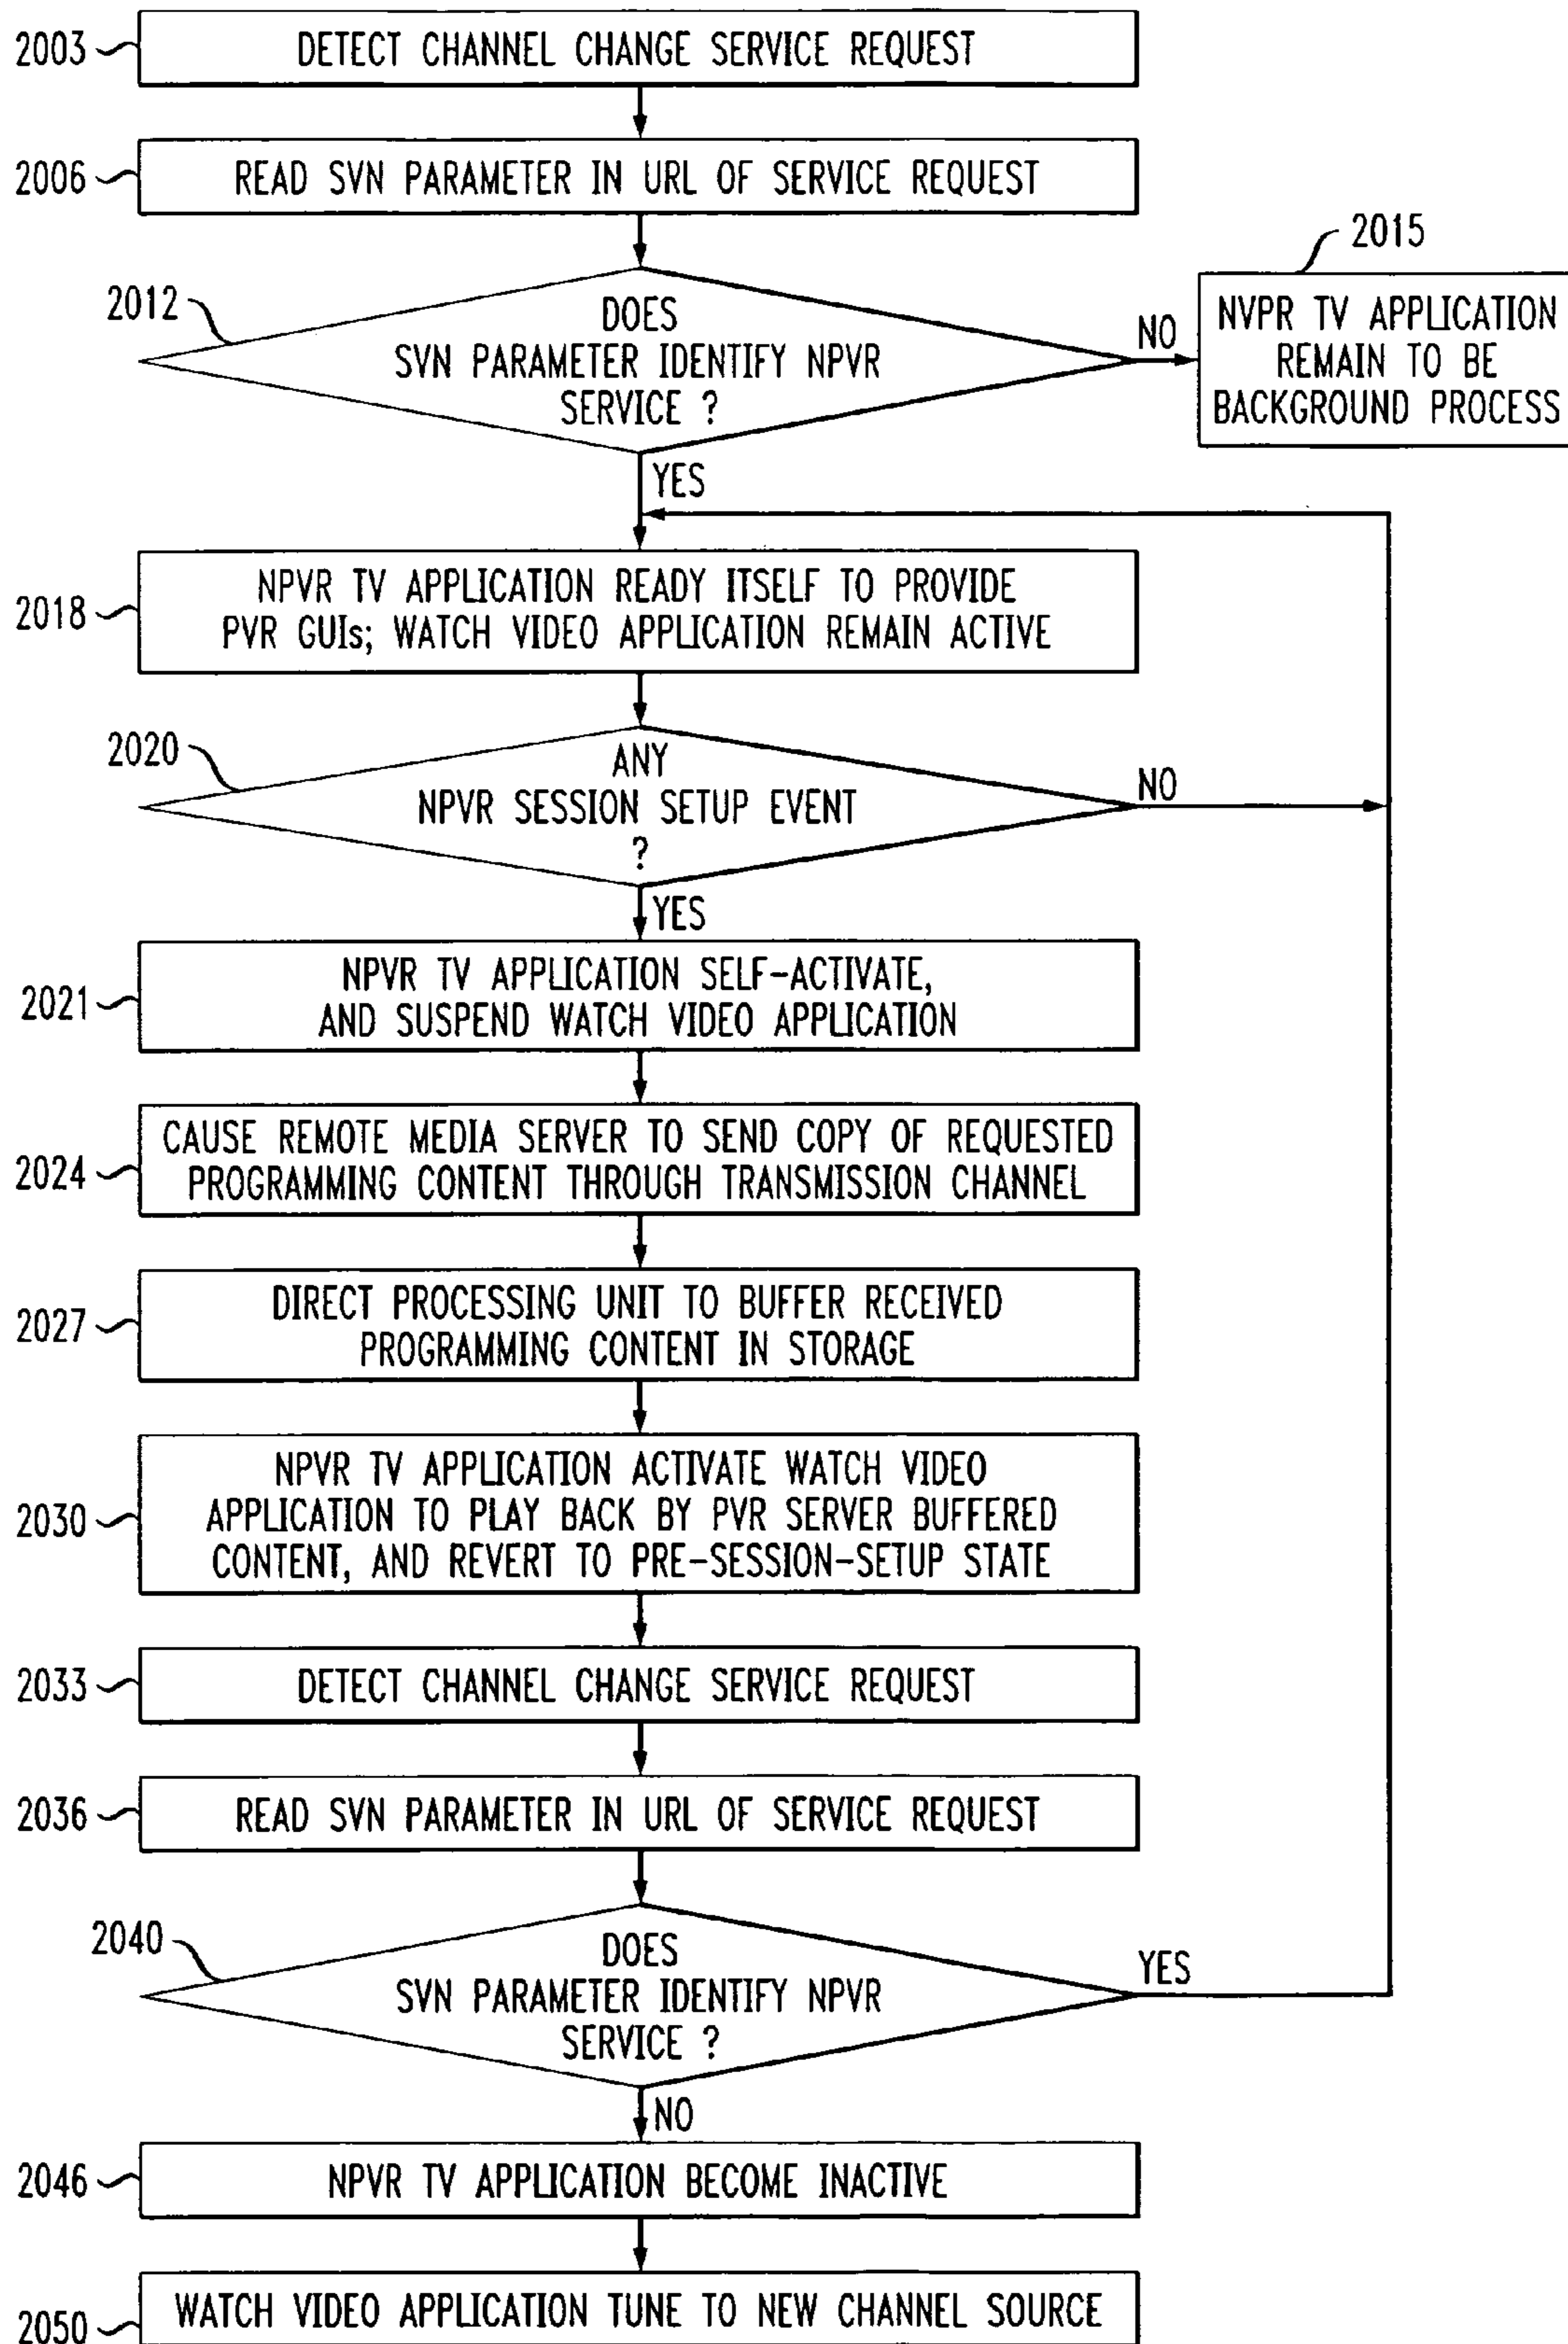 2003
DETECT CHANNEL CHANGE SERVICE REQUEST
2006
READ SVN PARAMETER IN URL OF SERVICE REQUEST
2012
DOES
SVN PARAMETER IDENTIFY NPVR
SERVICE ?
NO
2015
NVPR TV APPLICATION
REMAIN TO BE
BACKGROUND PROCESS
YES
2018
NPVR TV APPLICATION READY ITSELF TO PROVIDE
PVR GUIs; WATCH VIDEO APPLICATION REMAIN ACTIVE
2020
ANY
NPVR SESSION SETUP EVENT
?
NO
YES
2021
NPVR TV APPLICATION SELF-ACTIVATE,
AND SUSPEND WATCH VIDEO APPLICATION
2024
CAUSE REMOTE MEDIA SERVER TO SEND COPY OF REQUESTED
PROGRAMMING CONTENT THROUGH TRANSMISSION CHANNEL
2027
DIRECT PROCESSING UNIT TO BUFFER RECEIVED
PROGRAMMING CONTENT IN STORAGE
2030
NPVR TV APPLICATION ACTIVATE WATCH VIDEO
APPLICATION TO PLAY BACK BY PVR SERVER BUFFERED
CONTENT, AND REVERT TO PRE-SESSION-SETUP STATE
2033
DETECT CHANNEL CHANGE SERVICE REQUEST
2036
READ SVN PARAMETER IN URL OF SERVICE REQUEST
2040
DOES
SVN PARAMETER IDENTIFY NPVR
SERVICE ?
YES
NO
2046
NPVR TV APPLICATION BECOME INACTIVE
2050
WATCH VIDEO APPLICATION TUNE TO NEW CHANNEL SOURCE